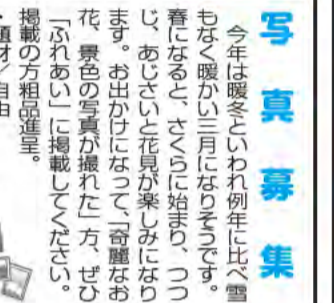 写真募集
今年は暖冬といわれ例年に比べ雪
もなく暖かい三月になりそうです。
春になると、さくらに始まり、つつ
じ、あじさいと花見が楽しみになり
ます。お出かけになって、「奇麗なお
花、景色の写真が撮れた」方、ぜひ
「ふれあい」に掲載してください。
掲載の方粗品進呈。
・題材／自由